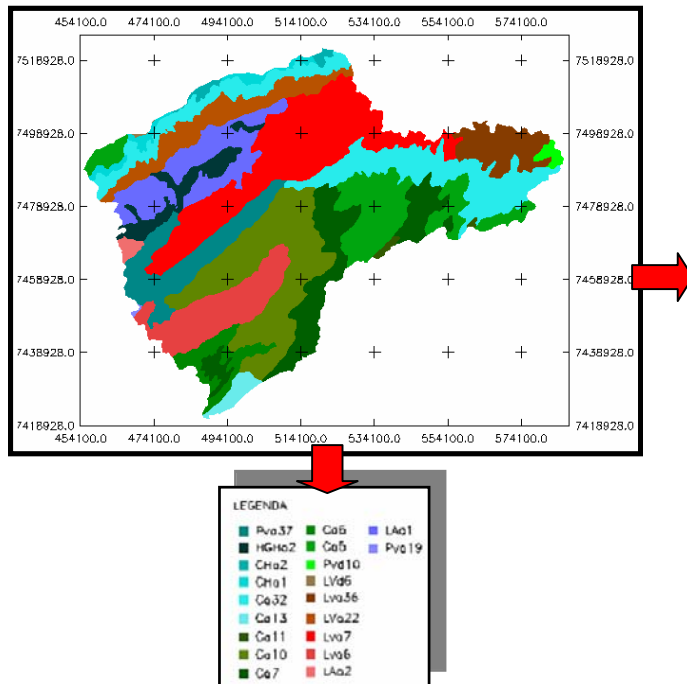 454100.0 474100.0 494100.0 514100.0 534100.0 554100.0 574100.0
7518928.0 7518928.0
7498928.0 7498928.0
7478928.0 7478928.0
7458928.0 7458928.0
7438928.0 7438928.0
7418928.0 7418928.0
454100.0 474100.0 494100.0 514100.0 534100.0 554100.0 574100.0
LEGENDA
Pva37 Ca6 LAa1
HGHa2 Ca5 Pva19
CHa2 Pvd10
CHa1 LVd6
Ca32 Lva36
Ca13 LVa22
Ca11 Lva7
Ca10 Lva6
Ca7 LAa2